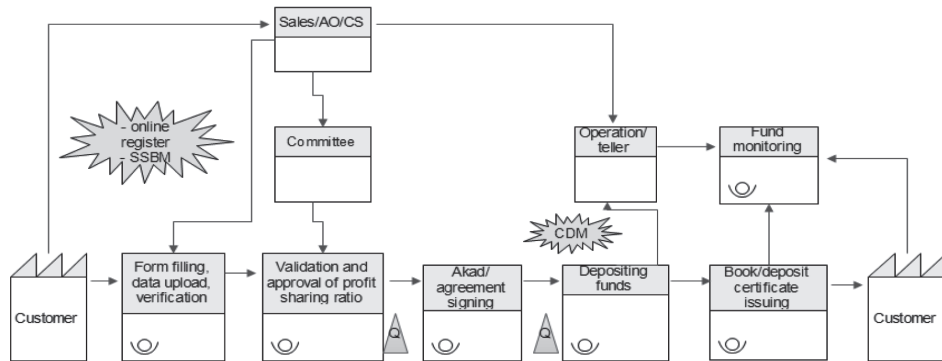 Sales/AO/CS
- online
register
- SSBM
Committee
Operation/
teller
Fund
monitoring
CDM
Customer
Form filling,
data upload,
verification
Validation and
approval of profit
sharing ratio
Q
Akad/
agreement
signing
Q
Depositing
funds
Book/deposit
certificate
issuing
Customer